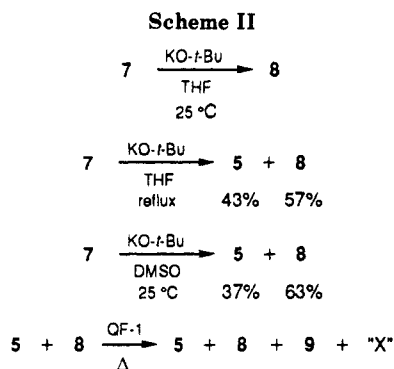 Scheme II
KO-t-Bu
7 → 8
THF
25 °C
KO-t-Bu
7 → 5 + 8
THF
reflux 43% 57%
KO-t-Bu
7 → 5 + 8
DMSO
25 °C 37% 63%
QF-1
5 + 8 → 5 + 8 + 9 + "X"
Δ